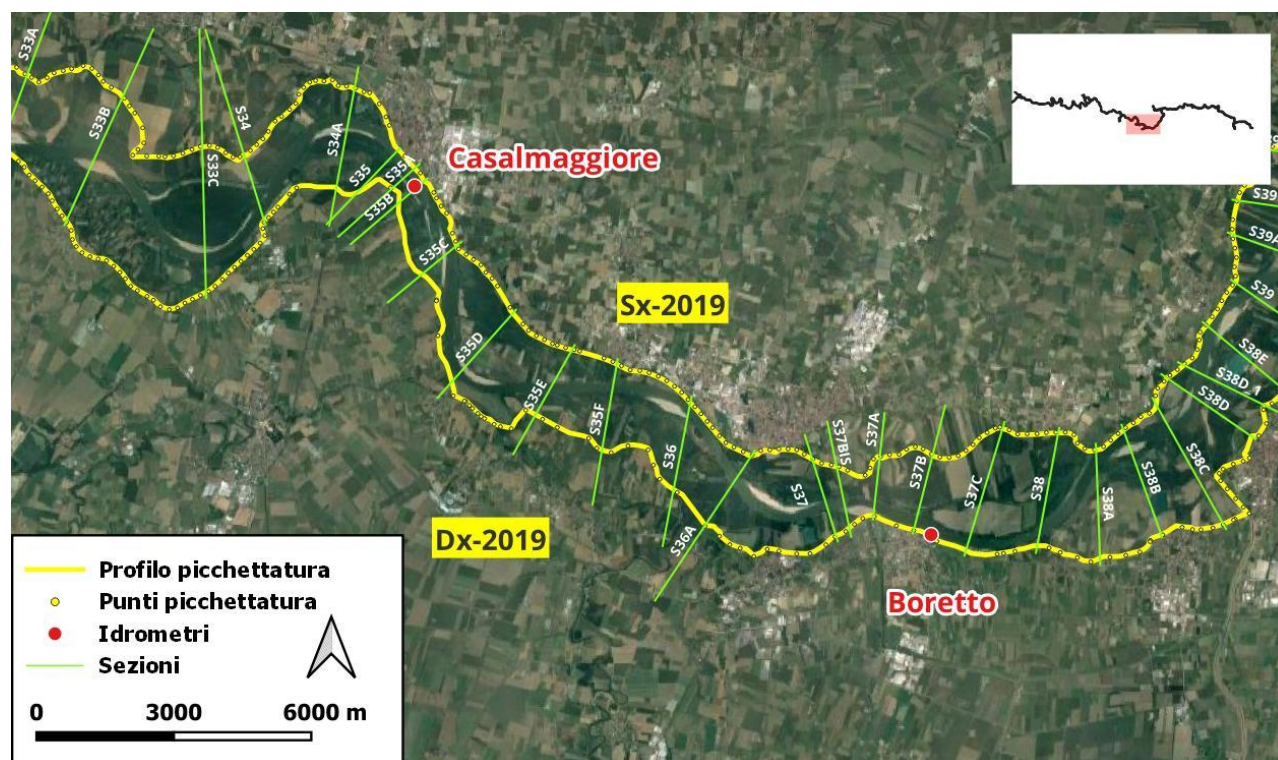 S33A
S33B
S33C
S34
S34A
S35
S35A
S35B
Casalmaggiore
S35C
S35D
S35E
S35F
Sx-2019
S36
S36A
Dx-2019
S37
S37BIS
S37A
S37B
S37C
S38
S38A
S38B
S38C
S38D
S38D_1
S38E
S39
S39A
S39
Boretto
Profilo picchettatura
Punti picchettatura
Idrometri
Sezioni
0 3000 6000 m